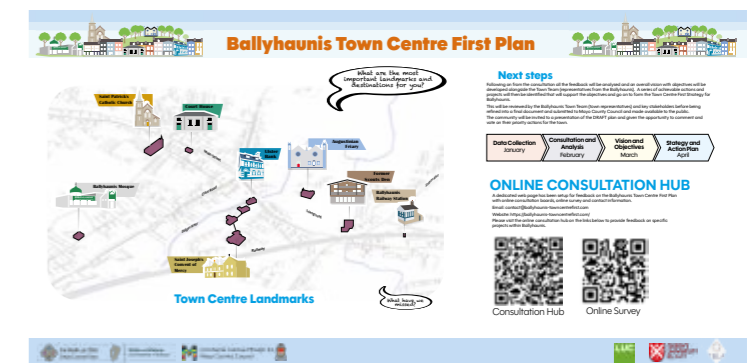 Ballyhaunis Town Centre First Plan
What are the most
important landmarks and
destinations for you?
Saint Patrick's
Catholic Church
Court House
Ulster
Bank
Augustinian
Friary
Former
Scouts Den
Ballyhaunis
Railway Station
Ballyhaunis Mosque
Saint Joseph's
Convent of
Mercy
What have we
missed?
Town Centre Landmarks
Next steps
Following on from the consultation all the feedback will be analysed and an overall vision with objectives will be
developed alongside the Town Team (representatives from the Ballyhaunis). A series of achievable actions and
projects will then be identified that will support the objectives and go on to form the Town Centre First Strategy for
Ballyhaunis.
This will be reviewed by the Ballyhaunis Town Team (town representatives) and key stakeholders before being
refined into a final document and submitted to Mayo County Council and made available to the public.
The community will be invited to a presentation of the DRAFT plan and given the opportunity to comment and
vote on their priority actions for the town.
Data Collection
January
Consultation and
Analysis
February
Vision and
Objectives
March
Strategy and
Action Plan
April
ONLINE CONSULTATION HUB
A dedicated web page has been setup for feedback on the Ballyhaunis Town Centre First Plan
with online consultation boards, online survey and contact information.
Email: contact@ballyhaunis-towncentrefirst.com
Website: https://ballyhaunis-towncentrefirst.com/
Please visit the online consultation hub on the links below to provide feedback on specific
projects within Ballyhaunis.
Consultation Hub
Online Survey
LUC